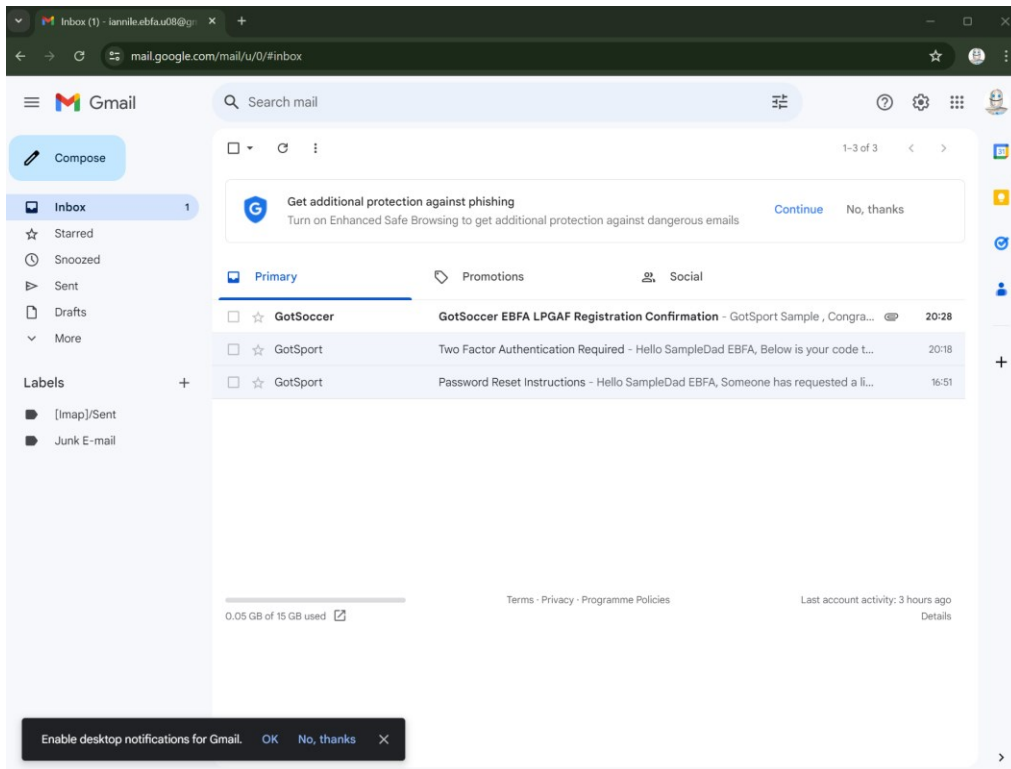 Inbox (1) - iannile.ebfa.u08@gm
mail.google.com/mail/u/0/#inbox
Gmail
Search mail
Compose
1–3 of 3
31
G
Get additional protection against phishing
Turn on Enhanced Safe Browsing to get additional protection against dangerous emails
Continue
No, thanks
Inbox 1
Starred
Snoozed
Sent
Drafts
More
Labels
[Imap]/Sent
Junk E-mail
Primary
Promotions
Social
GotSoccer GotSoccer EBFA LPGAF Registration Confirmation - GotSport Sample , Congra... 20:28
GotSport Two Factor Authentication Required - Hello SampleDad EBFA, Below is your code t... 20:18
GotSport Password Reset Instructions - Hello SampleDad EBFA, Someone has requested a li... 16:51
0.05 GB of 15 GB used
Terms · Privacy · Programme Policies
Last account activity: 3 hours ago
Details
Enable desktop notifications for Gmail. OK No, thanks